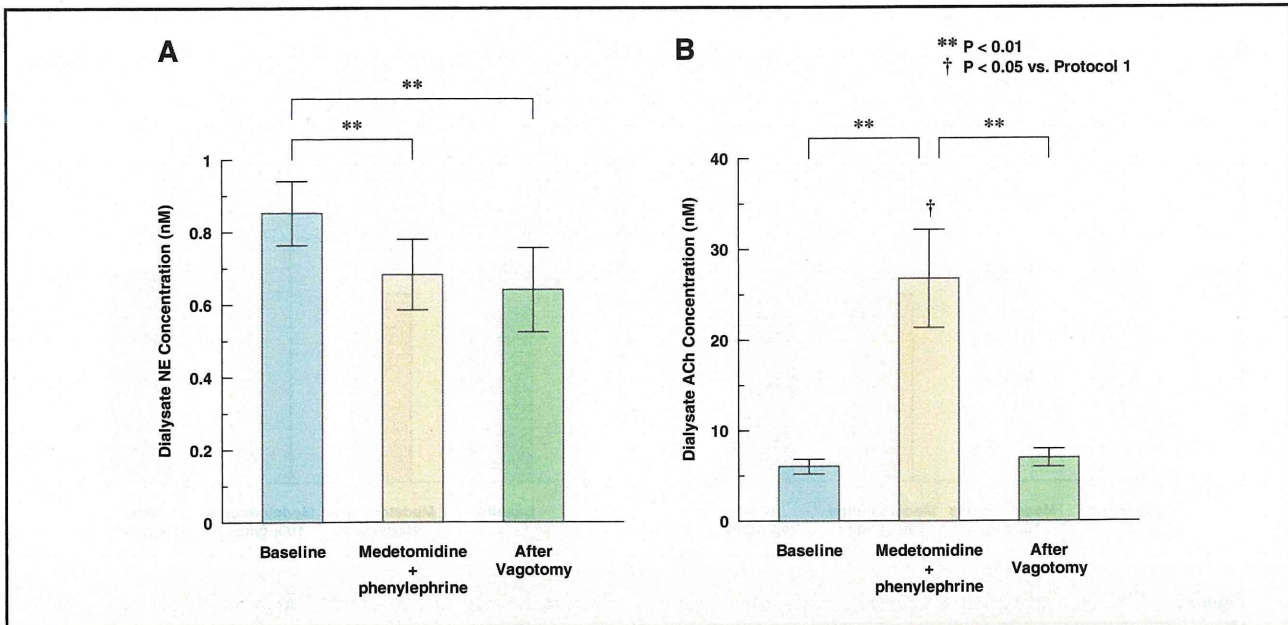 A
**
**
1
0.8
0.6
0.4
0.2
0
Dialysate NE Concentration (nM)
Baseline
Medetomidine
+
phenylephrine
After
Vagotomy
B
** P < 0.01
† P < 0.05 vs. Protocol 1
**
**
†
40
30
20
10
0
Dialysate ACh Concentration (nM)
Baseline
Medetomidine
+
phenylephrine
After
Vagotomy